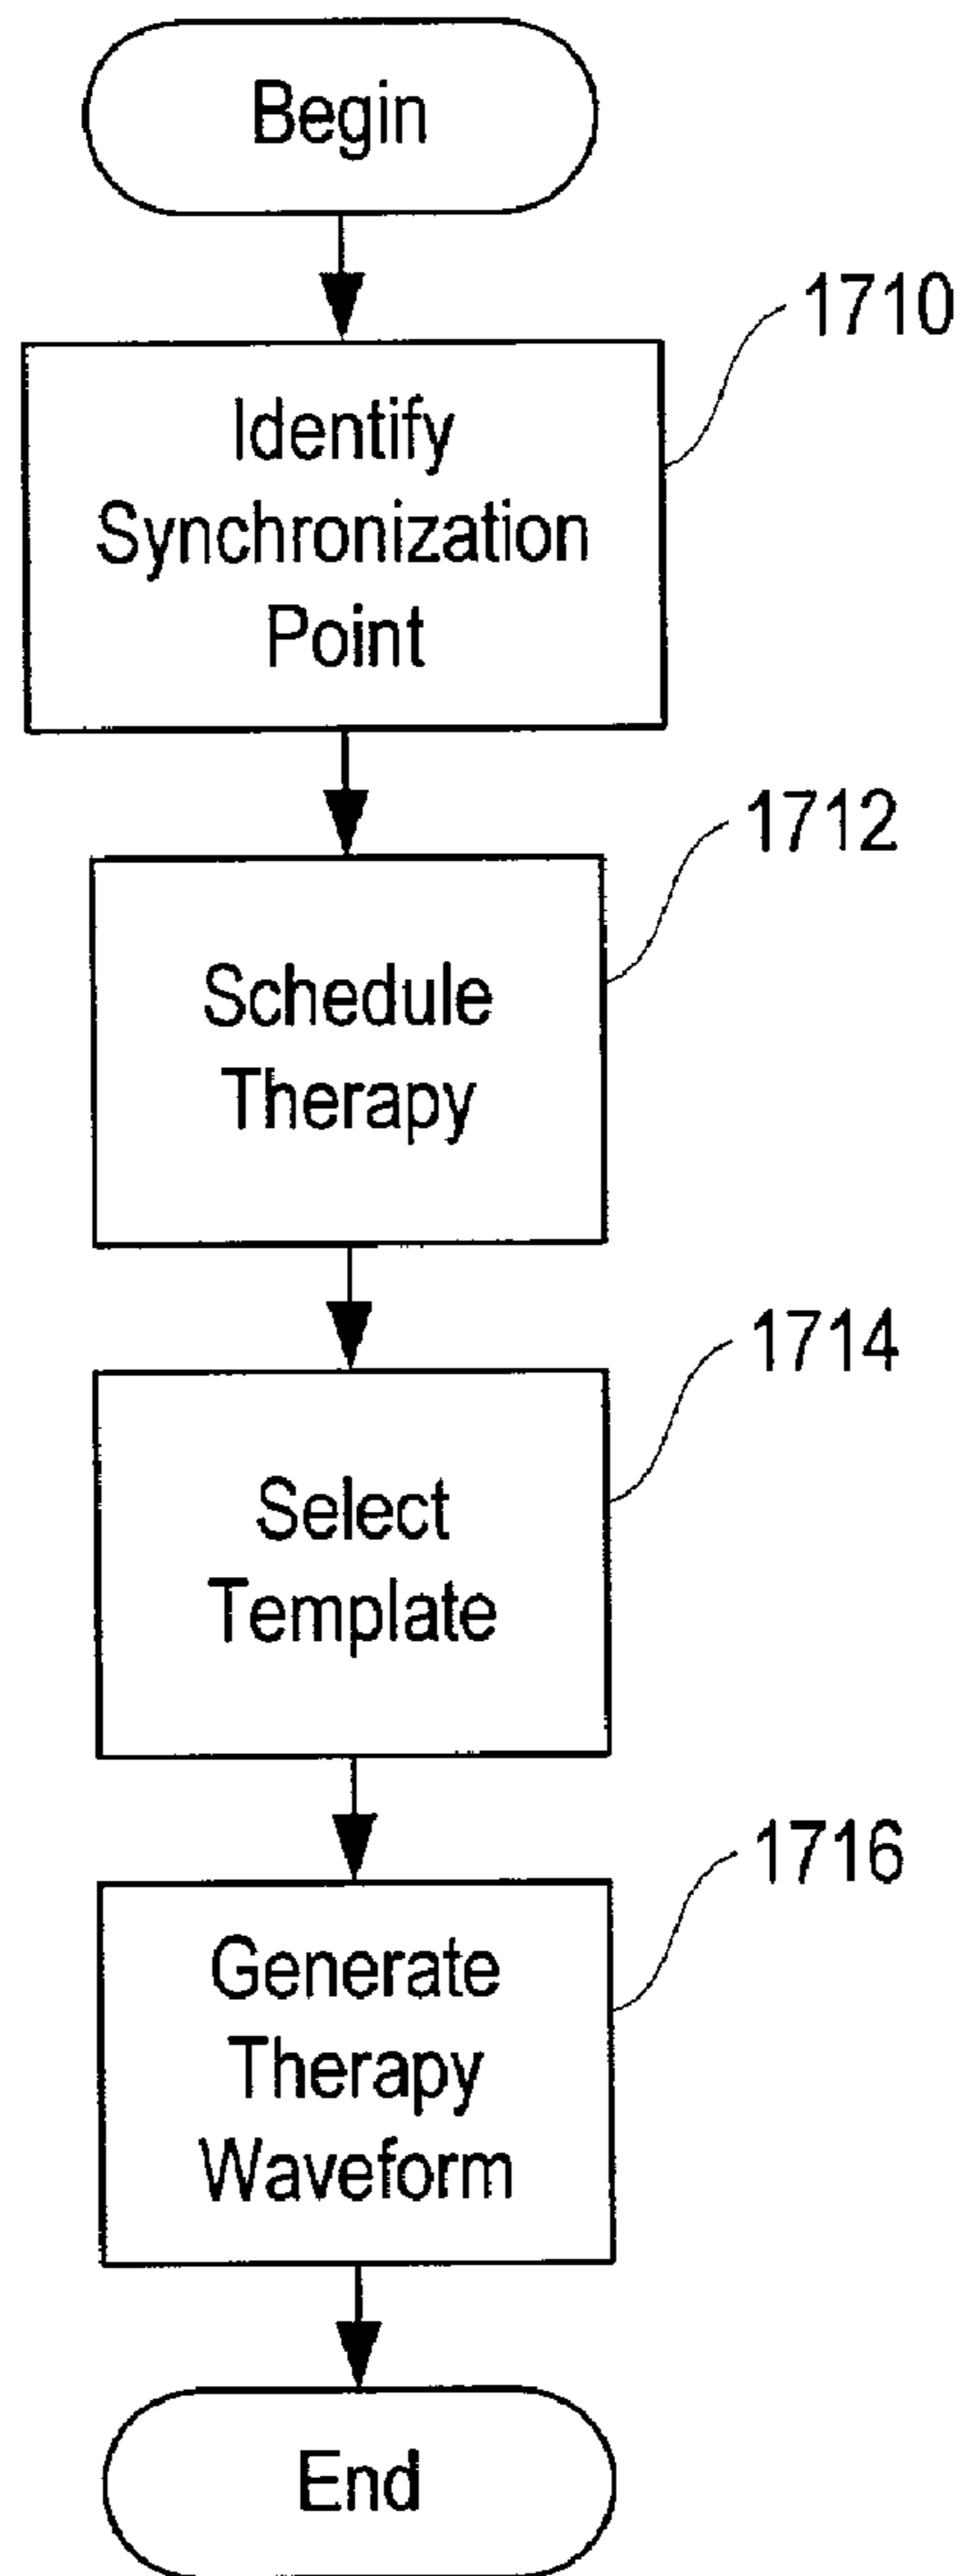 Begin
1710
Identify
Synchronization
Point
1712
Schedule
Therapy
1714
Select
Template
1716
Generate
Therapy
Waveform
End